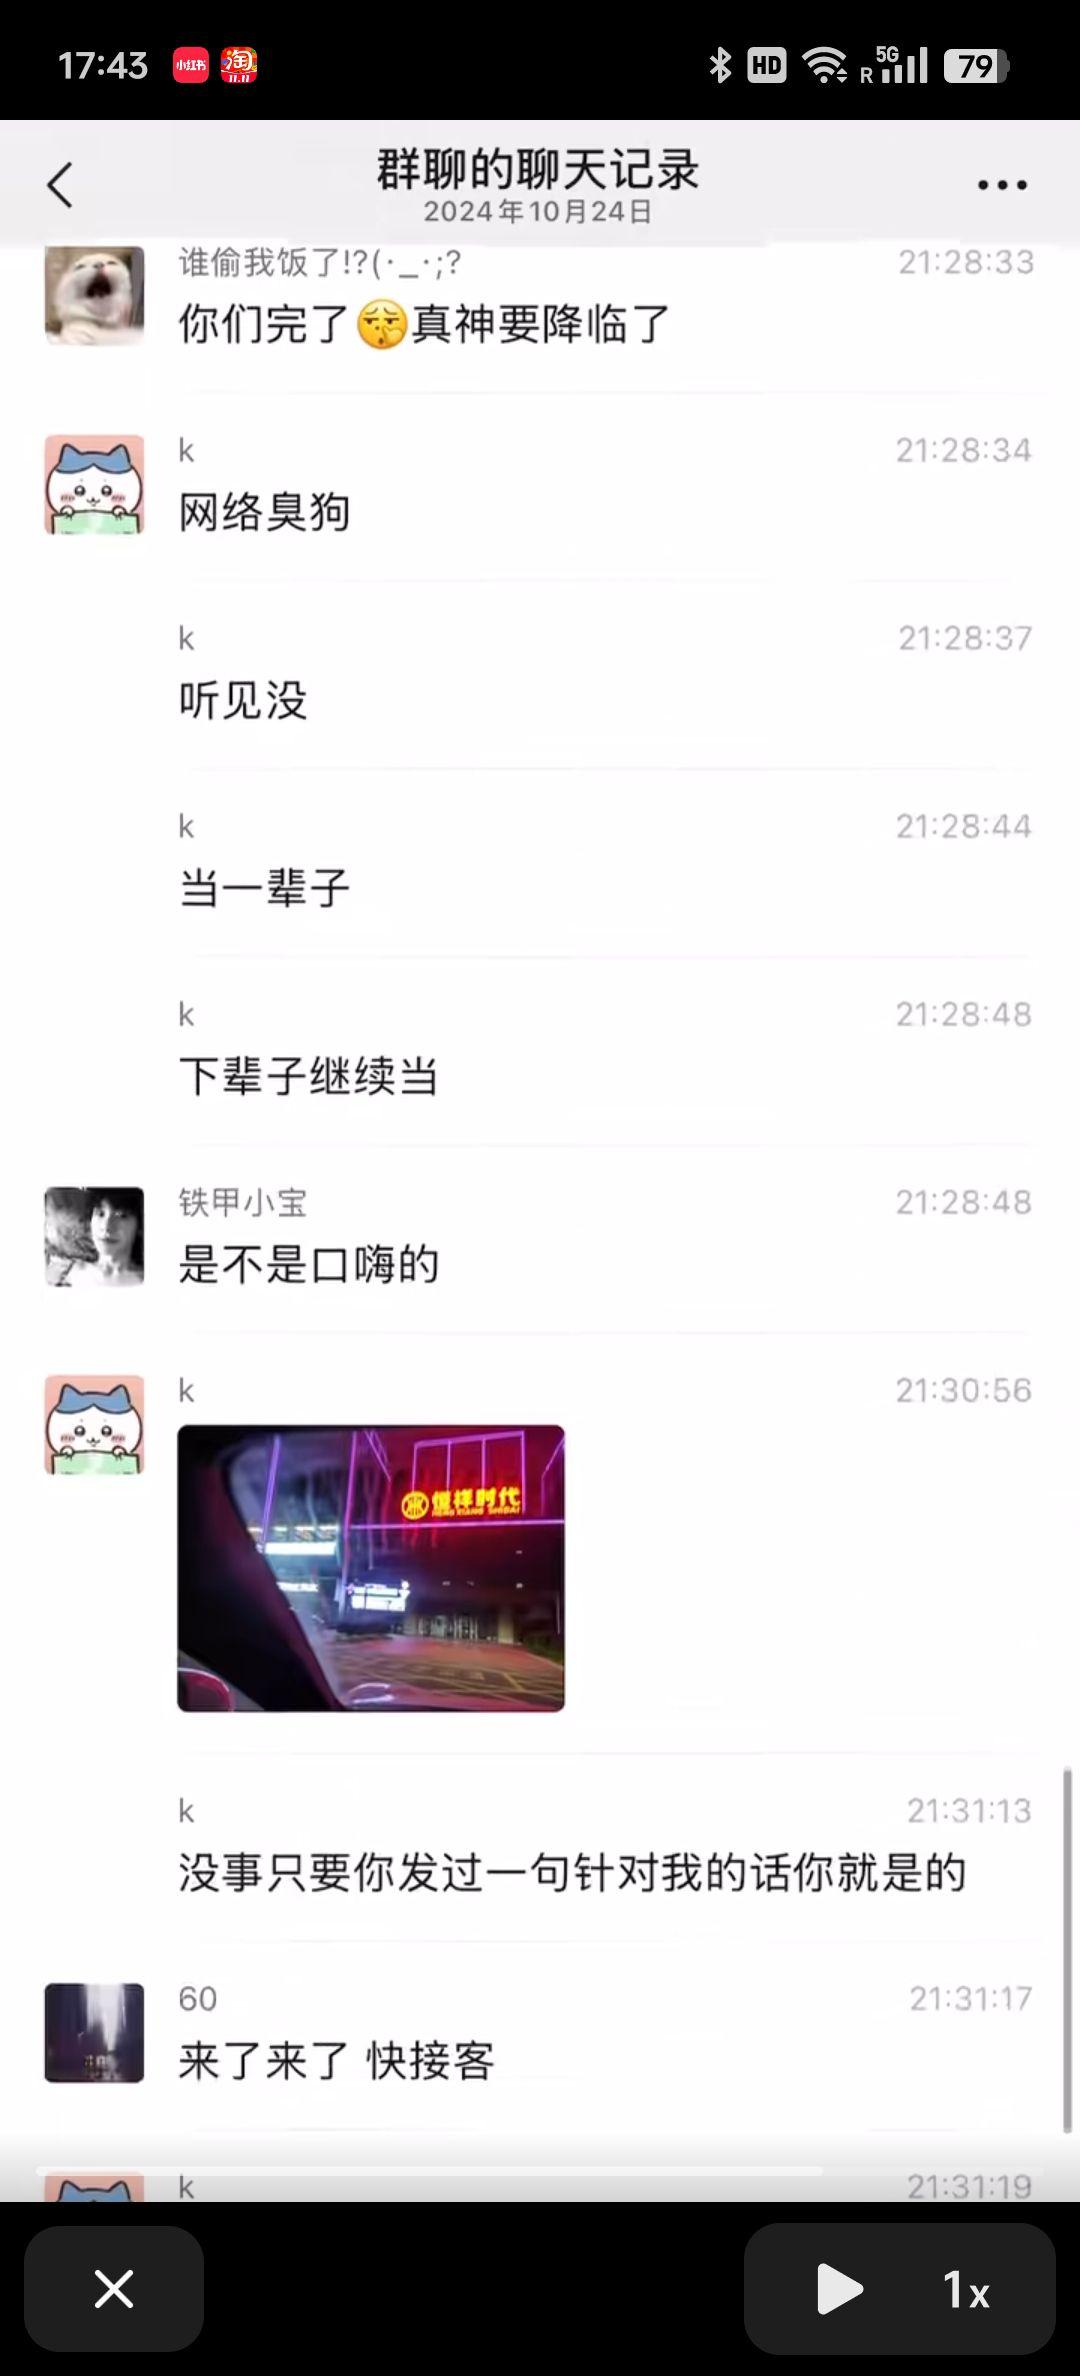 17:43
小红书
淘
11.11
HD
5G
R
79
群聊的聊天记录
2024年10月24日
谁偷我饭了!?(·_·;?
21:28:33
你们完了🤫真神要降临了
k
21:28:34
网络臭狗
k
21:28:37
听见没
k
21:28:44
当一辈子
k
21:28:48
下辈子继续当
铁甲小宝
21:28:48
是不是口嗨的
k
21:30:56
恒祥时代
HENG XIANG SHIDAI
k
21:31:13
没事只要你发过一句针对我的话你就是的
60
21:31:17
来了来了 快接客
k
21:31:19
1x